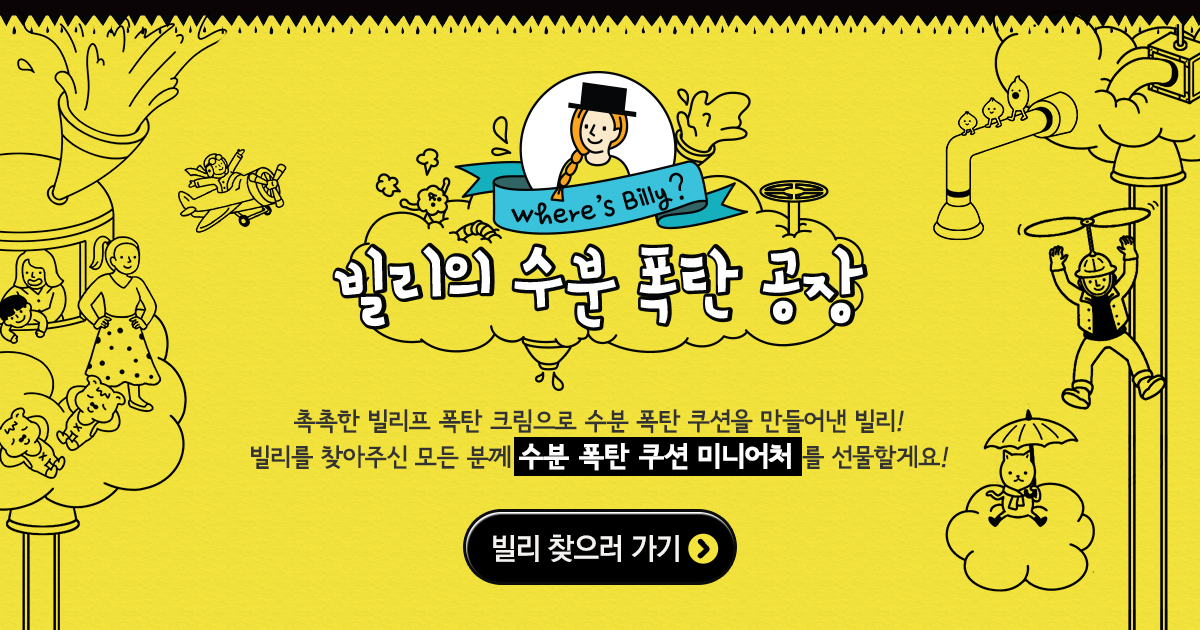 where's Billy?
빌리의 수분 폭탄 공장
촉촉한 빌리프 폭탄 크림으로 수분 폭탄 쿠션을 만들어낸 빌리!
빌리를 찾아주신 모든 분께 수분 폭탄 쿠션 미니어처를 선물할게요!
빌리 찾으러 가기